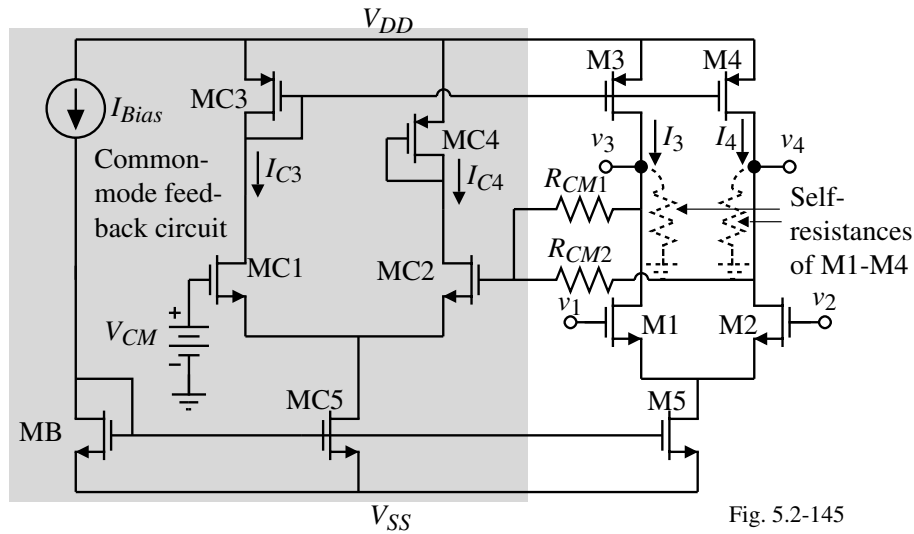 V_DD
M3
M4
MC3
I_Bias
MC4
v_3
I_3
I_4
v_4
Common-
mode feed-
back circuit
I_C3
I_C4
R_CM1
Self-
resistances
of M1-M4
MC1
MC2
R_CM2
v_1
v_2
V_CM
+
−
M1
M2
MB
MC5
M5
V_SS
Fig. 5.2-145